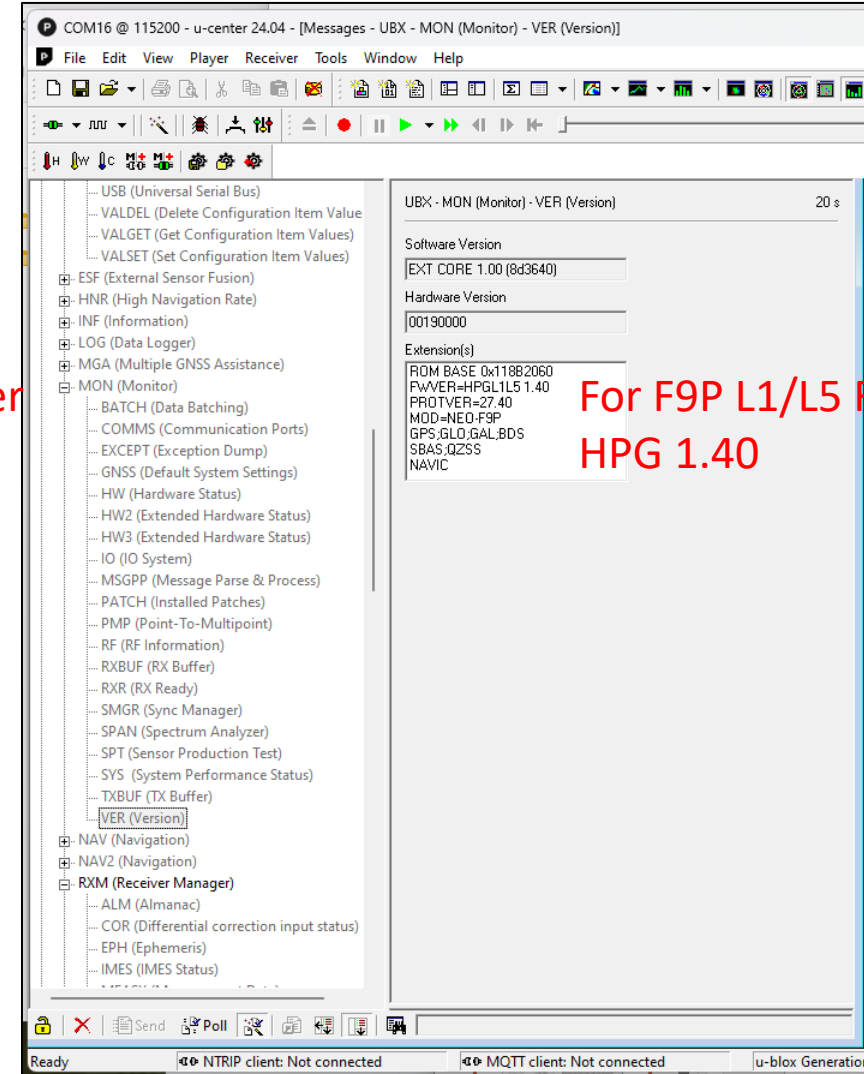 COM16 @ 115200 - u-center 24.04 - [Messages - UBX - MON (Monitor) - VER (Version)]
File Edit View Player Receiver Tools Window Help
USB (Universal Serial Bus)
VALDEL (Delete Configuration Item Value
VALGET (Get Configuration Item Values)
VALSET (Set Configuration Item Values)
ESF (External Sensor Fusion)
HNR (High Navigation Rate)
INF (Information)
LOG (Data Logger)
MGA (Multiple GNSS Assistance)
MON (Monitor)
BATCH (Data Batching)
COMMS (Communication Ports)
EXCEPT (Exception Dump)
GNSS (Default System Settings)
HW (Hardware Status)
HW2 (Extended Hardware Status)
HW3 (Extended Hardware Status)
IO (IO System)
MSGPP (Message Parse & Process)
PATCH (Installed Patches)
PMP (Point-To-Multipoint)
RF (RF Information)
RXBUF (RX Buffer)
RXR (RX Ready)
SMGR (Sync Manager)
SPAN (Spectrum Analyzer)
SPT (Sensor Production Test)
SYS (System Performance Status)
TXBUF (TX Buffer)
VER (Version)
NAV (Navigation)
NAV2 (Navigation)
RXM (Receiver Manager)
ALM (Almanac)
COR (Differential correction input status)
EPH (Ephemeris)
IMES (IMES Status)
UBX - MON (Monitor) - VER (Version) 20 s
Software Version
EXT CORE 1.00 (8d3640)
Hardware Version
00190000
Extension(s)
ROM BASE 0x118B2060
FWVER=HPGL1L5 1.40
PROTVER=27.40
MOD=NEO-F9P
GPS;GLO;GAL;BDS
SBAS;QZSS
NAVIC
er
For F9P L1/L5 F
HPG 1.40
Send Poll
Ready NTRIP client: Not connected MQTT client: Not connected u-blox Generation